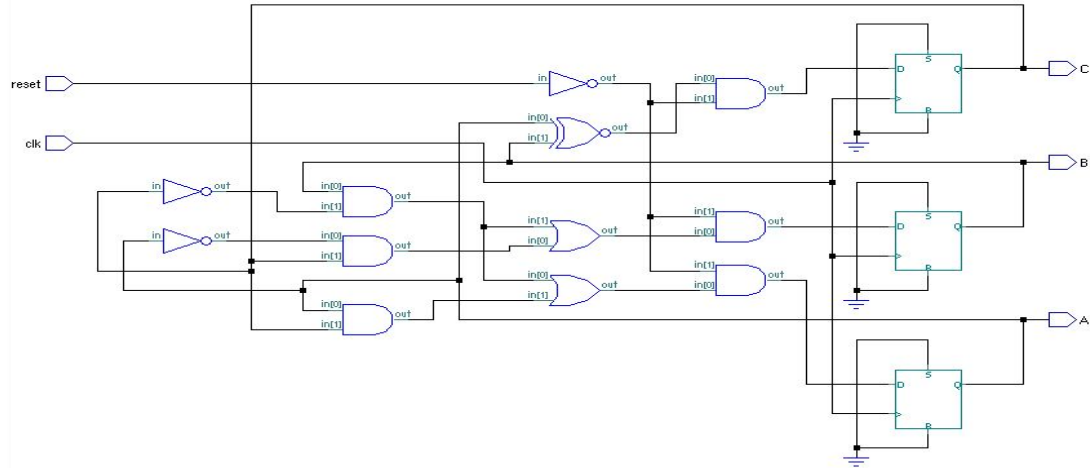 S
in out in[0] out D Q C
reset in[1]
in[0] out R
clk in[1]
B
in out in[0] out S
in[1] in[1] out in[1] out D Q
in out in[0] out in[0] in[0]
in[1] in[0] out in[1] out R
in[0] out in[1] in[0]
in[1] A
S
D Q
R